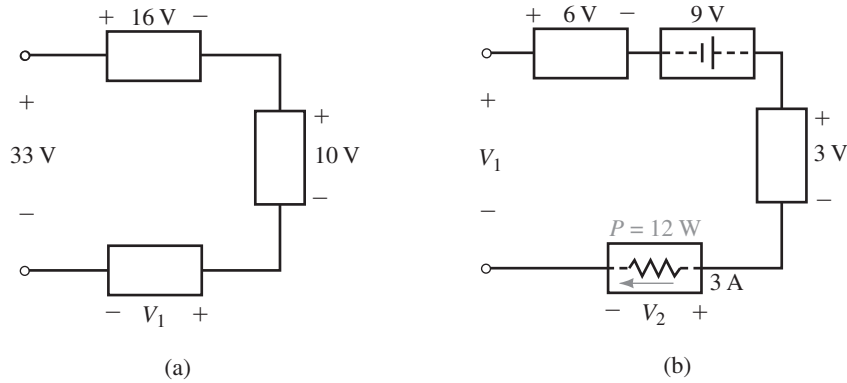 + 16 V −
+
33 V
−
+
10 V
−
− V1 +
(a)
+ 6 V − 9 V
+
V1
−
+
3 V
−
P = 12 W
3 A
− V2 +
(b)